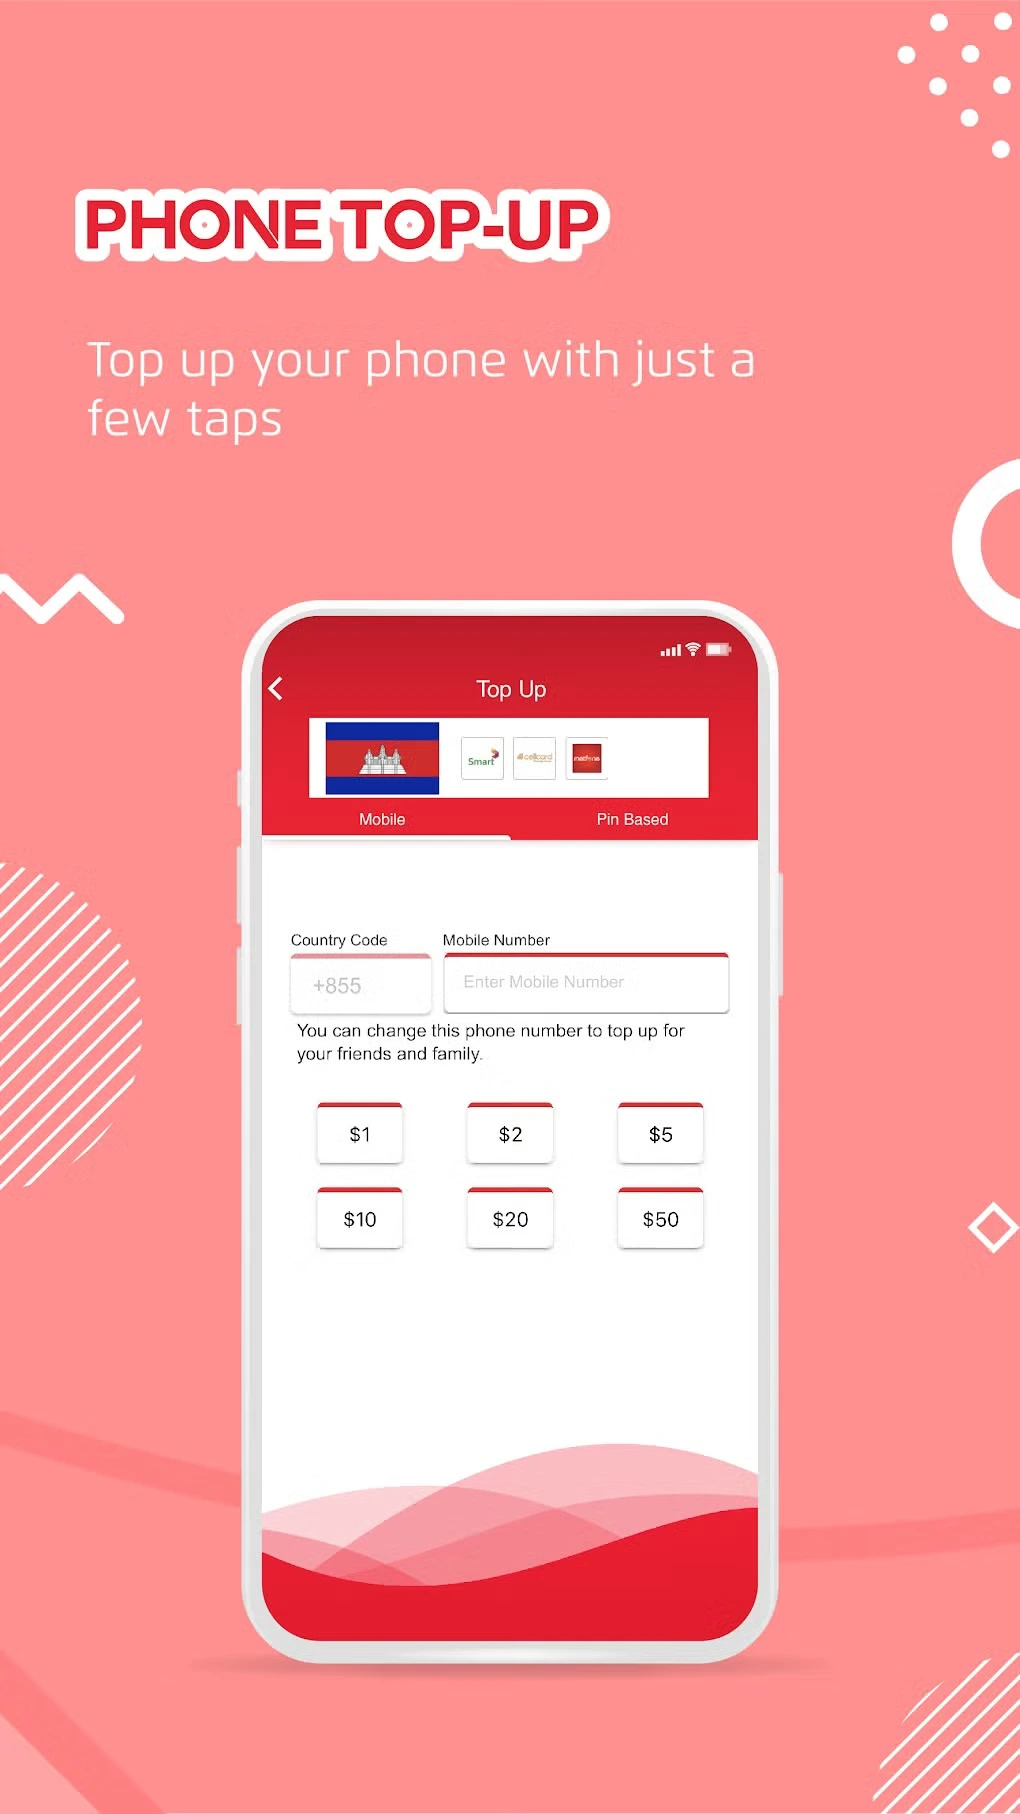 PHONE TOP-UP
Top up your phone with just a
few taps
Top Up
Smart
cellcard
metfone
Mobile
Pin Based
Country Code
Mobile Number
+855
Enter Mobile Number
You can change this phone number to top up for
your friends and family.
$1
$2
$5
$10
$20
$50